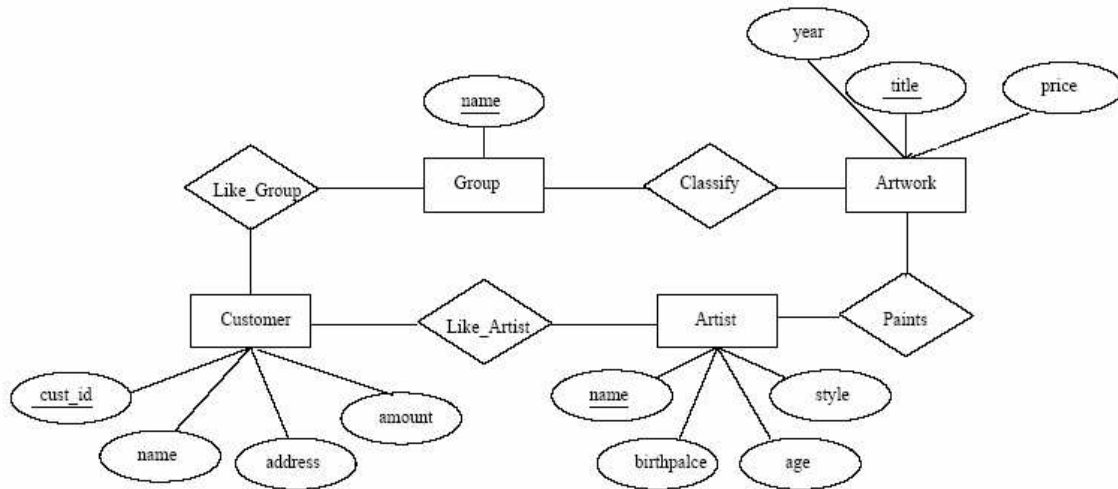 year
title
price
name
Like_Group
Group
Classify
Artwork
Customer
Like_Artist
Artist
Paints
cust_id
name
address
amount
name
birthpalce
age
style